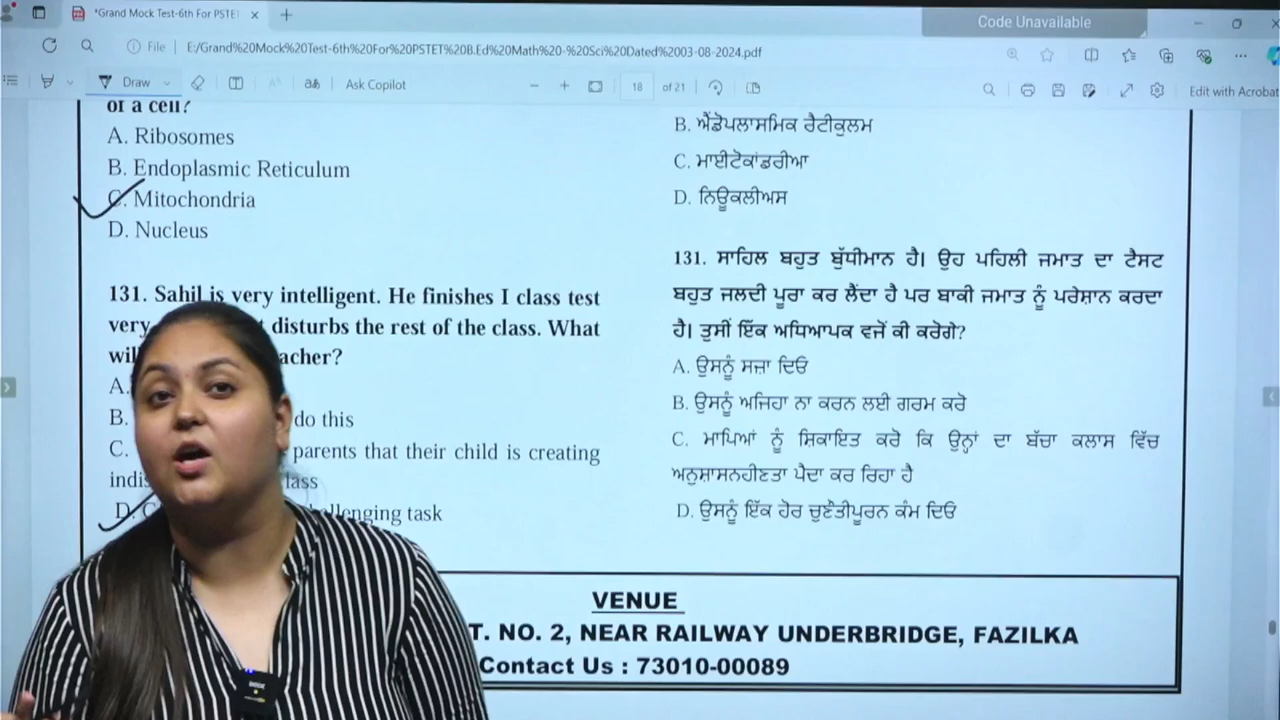 *Grand Mock Test-6th For PSTET
Code Unavailable
File
E:/Grand%20Mock%20Test-6th%20For%20PSTET%20B.Ed%20Math%20-%20Sci%20Dated%2003-08-2024.pdf
Draw
Ask Copilot
18 of 21
Edit with Acrobat
of a cell?
A. Ribosomes
B. Endoplasmic Reticulum
C. Mitochondria
D. Nucleus
131. Sahil is very intelligent. He finishes I class test
very disturbs the rest of the class. What
acher?
A.
B. do this
C. parents that their child is creating
indis lass
D. C llenging task
B. ਐਂਡੋਪਲਾਸਮਿਕ ਰੈਟੀਕੁਲਮ
C. ਮਾਈਟੋਕਾਂਡਰੀਆ
D. ਨਿਊਕਲੀਅਸ
131. ਸਾਹਿਲ ਬਹੁਤ ਬੁੱਧੀਮਾਨ ਹੈ। ਉਹ ਪਹਿਲੀ ਜਮਾਤ ਦਾ ਟੈਸਟ
ਬਹੁਤ ਜਲਦੀ ਪੂਰਾ ਕਰ ਲੈਂਦਾ ਹੈ ਪਰ ਬਾਕੀ ਜਮਾਤ ਨੂੰ ਪਰੇਸ਼ਾਨ ਕਰਦਾ
ਹੈ। ਤੁਸੀਂ ਇੱਕ ਅਧਿਆਪਕ ਵਜੋਂ ਕੀ ਕਰੋਗੇ?
A. ਉਸਨੂੰ ਸਜ਼ਾ ਦਿਓ
B. ਉਸਨੂੰ ਅਜਿਹਾ ਨਾ ਕਰਨ ਲਈ ਗਰਮ ਕਰੋ
C. ਮਾਪਿਆਂ ਨੂੰ ਸ਼ਿਕਾਇਤ ਕਰੋ ਕਿ ਉਨ੍ਹਾਂ ਦਾ ਬੱਚਾ ਕਲਾਸ ਵਿੱਚ
ਅਨੁਸ਼ਾਸਨਹੀਣਤਾ ਪੈਦਾ ਕਰ ਰਿਹਾ ਹੈ
D. ਉਸਨੂੰ ਇੱਕ ਹੋਰ ਚੁਣੌਤੀਪੂਰਨ ਕੰਮ ਦਿਓ
VENUE
T. NO. 2, NEAR RAILWAY UNDERBRIDGE, FAZILKA
Contact Us : 73010-00089